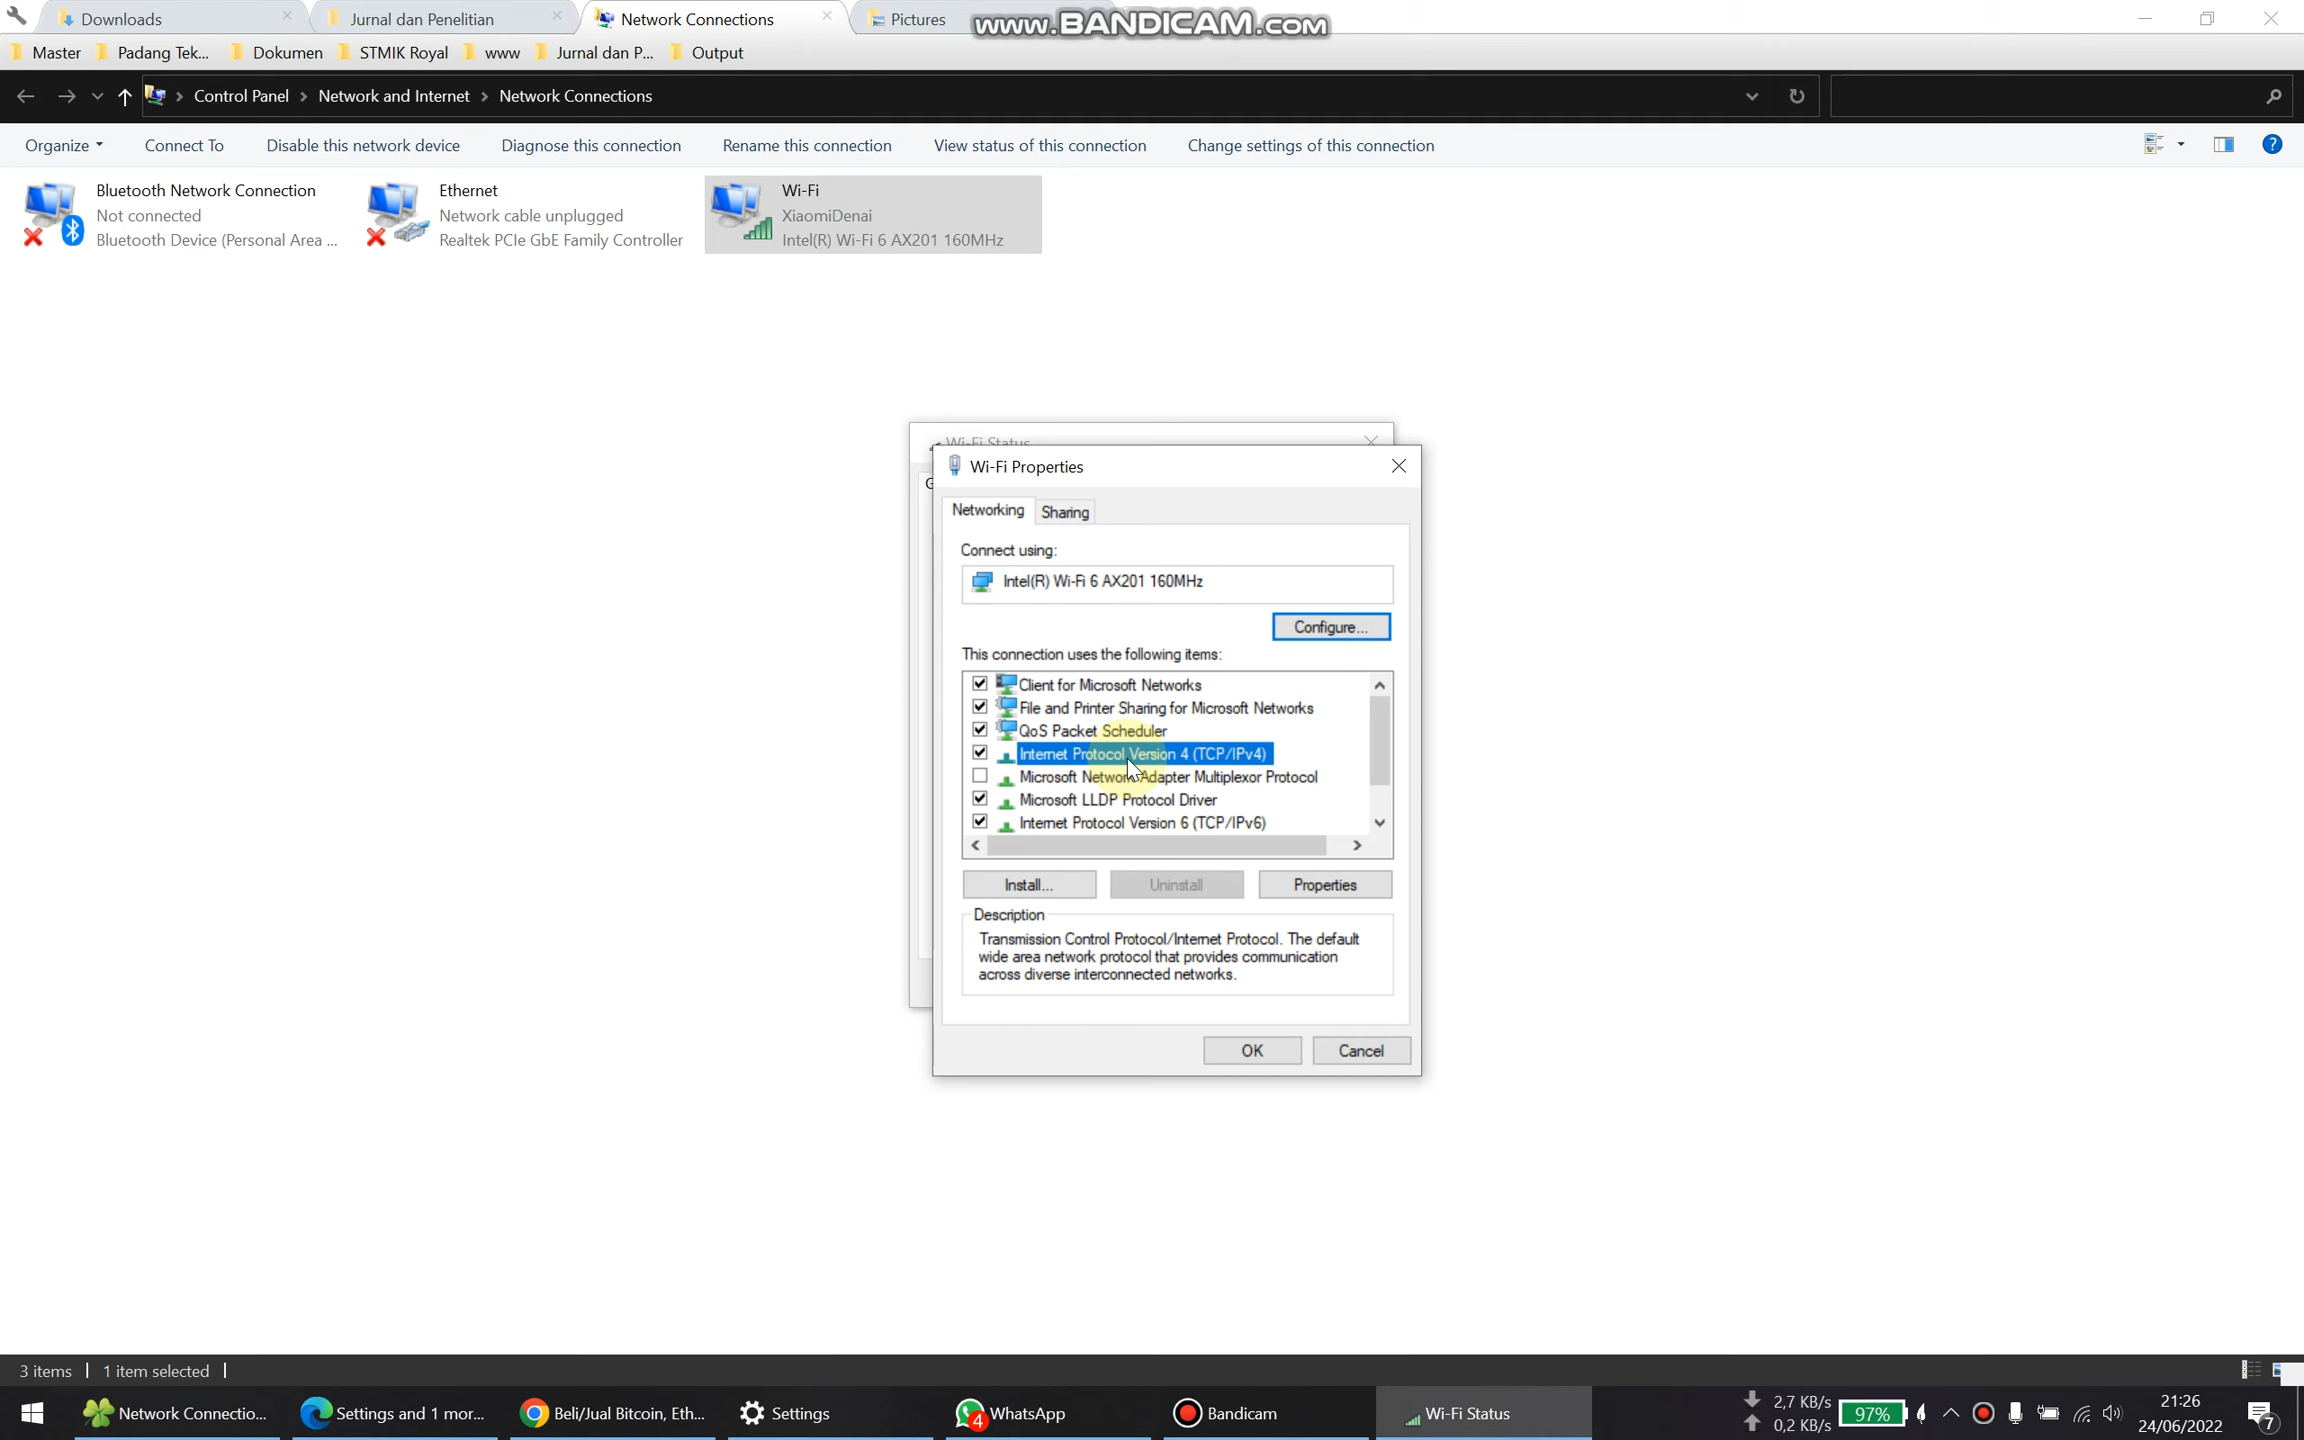 Downloads
Jurnal dan Penelitian
Network Connections
Pictures
www.BANDICAM.com
Master
Padang Tek...
Dokumen
STMIK Royal
www
Jurnal dan P...
Output
Control Panel
Network and Internet
Network Connections
Organize
Connect To
Disable this network device
Diagnose this connection
Rename this connection
View status of this connection
Change settings of this connection
Bluetooth Network Connection
Not connected
Bluetooth Device (Personal Area ...
Ethernet
Network cable unplugged
Realtek PCIe GbE Family Controller
Wi-Fi
XiaomiDenai
Intel(R) Wi-Fi 6 AX201 160MHz
Wi-Fi Status
Wi-Fi Properties
Networking
Sharing
Connect using:
Intel(R) Wi-Fi 6 AX201 160MHz
Configure...
This connection uses the following items:
Client for Microsoft Networks
File and Printer Sharing for Microsoft Networks
QoS Packet Scheduler
Internet Protocol Version 4 (TCP/IPv4)
Microsoft Network Adapter Multiplexor Protocol
Microsoft LLDP Protocol Driver
Internet Protocol Version 6 (TCP/IPv6)
Install...
Uninstall
Properties
Description
Transmission Control Protocol/Internet Protocol. The default
wide area network protocol that provides communication
across diverse interconnected networks.
OK
Cancel
3 items
1 item selected
Network Connectio...
Settings and 1 mor...
Beli/Jual Bitcoin, Eth...
Settings
4
WhatsApp
Bandicam
Wi-Fi Status
2,7 KB/s
0,2 KB/s
97%
21:26
24/06/2022
7